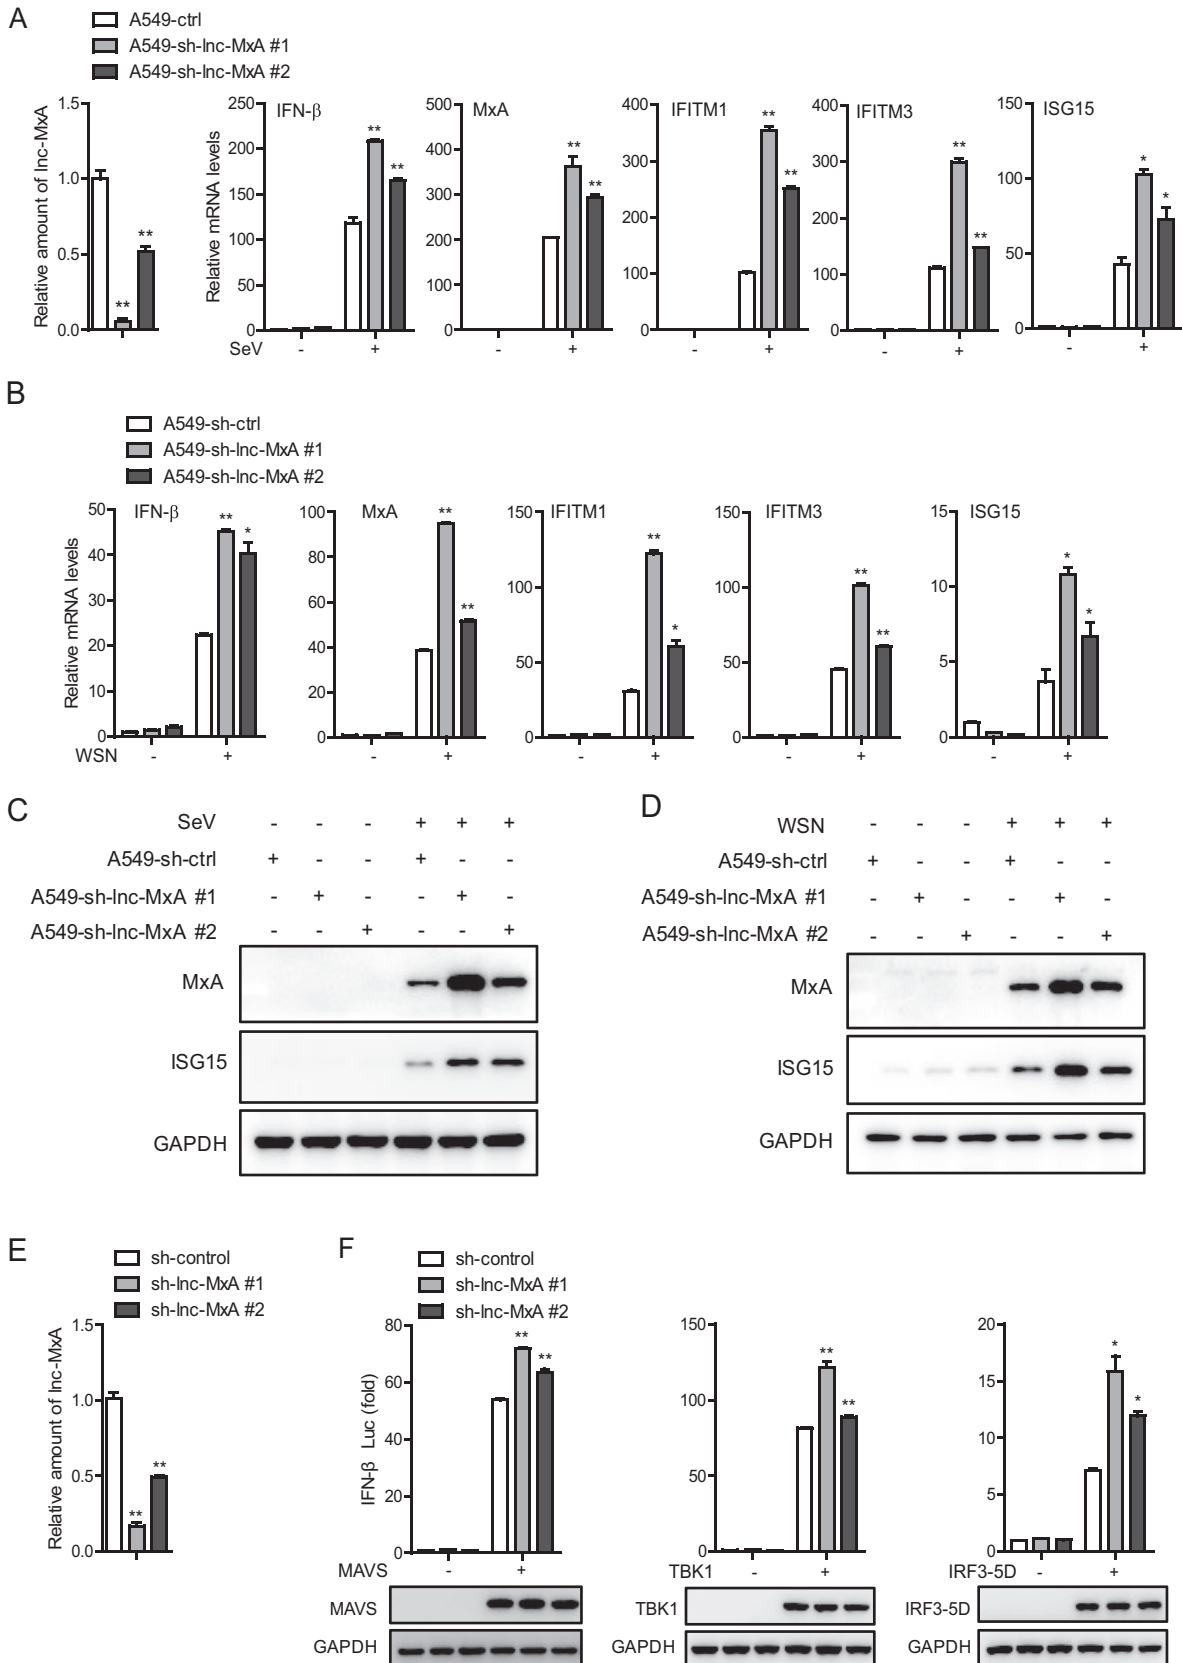 A
A549-ctrl
A549-sh-lnc-MxA #1
A549-sh-lnc-MxA #2
Relative amount of lnc-MxA
1.5
1.0
0.5
0.0
**
**
Relative mRNA levels
IFN-β
250
200
150
100
50
0
**
**
SeV - +
MxA
500
400
300
200
100
0
**
**
- +
IFITM1
400
300
200
100
0
**
**
- +
IFITM3
400
300
200
100
0
**
**
- +
ISG15
150
100
50
0
*
*
- +
B
A549-sh-ctrl
A549-sh-lnc-MxA #1
A549-sh-lnc-MxA #2
Relative mRNA levels
IFN-β
50
40
30
20
10
0
**
*
WSN - +
MxA
100
80
60
40
20
0
**
**
- +
IFITM1
150
100
50
0
**
*
- +
IFITM3
150
100
50
0
**
**
- +
ISG15
15
10
5
0
*
*
- +
C
SeV - - - + + +
A549-sh-ctrl + - - + - -
A549-sh-lnc-MxA #1 - + - - + -
A549-sh-lnc-MxA #2 - - + - - +
MxA
ISG15
GAPDH
D
WSN - - - + + +
A549-sh-ctrl + - - + - -
A549-sh-lnc-MxA #1 - + - - + -
A549-sh-lnc-MxA #2 - - + - - +
MxA
ISG15
GAPDH
E
sh-control
sh-lnc-MxA #1
sh-lnc-MxA #2
Relative amount of lnc-MxA
1.5
1.0
0.5
0.0
**
**
F
sh-control
sh-lnc-MxA #1
sh-lnc-MxA #2
IFN-β Luc (fold)
80
60
40
20
0
**
**
MAVS - +
MAVS
GAPDH
150
100
50
0
**
**
TBK1 - +
TBK1
GAPDH
20
15
10
5
0
*
*
IRF3-5D - +
IRF3-5D
GAPDH